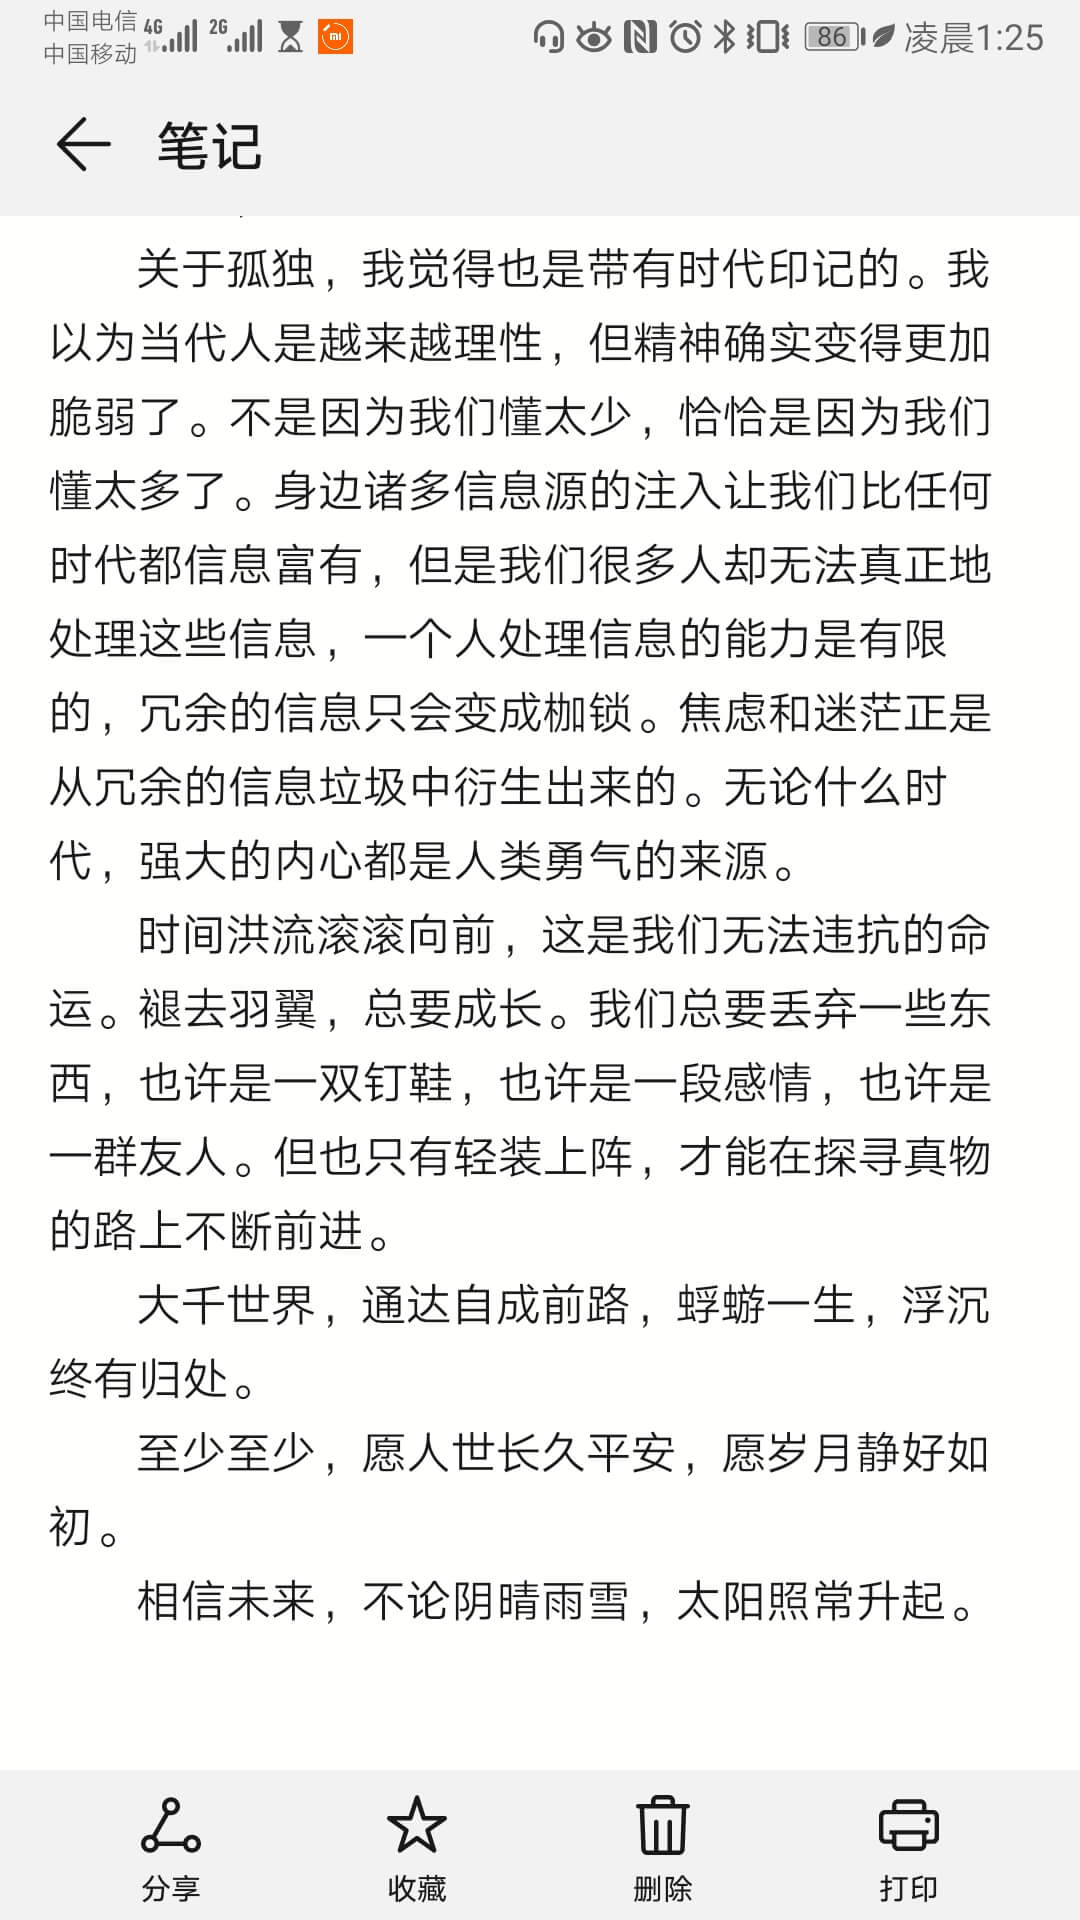 中国电信 4G 2G 86 凌晨1:25
中国移动
笔记
关于孤独，我觉得也是带有时代印记的。我
以为当代人是越来越理性，但精神确实变得更加
脆弱了。不是因为我们懂太少，恰恰是因为我们
懂太多了。身边诸多信息源的注入让我们比任何
时代都信息富有，但是我们很多人却无法真正地
处理这些信息，一个人处理信息的能力是有限
的，冗余的信息只会变成枷锁。焦虑和迷茫正是
从冗余的信息垃圾中衍生出来的。无论什么时
代，强大的内心都是人类勇气的来源。
时间洪流滚滚向前，这是我们无法违抗的命
运。褪去羽翼，总要成长。我们总要丢弃一些东
西，也许是一双钉鞋，也许是一段感情，也许是
一群友人。但也只有轻装上阵，才能在探寻真物
的路上不断前进。
大千世界，通达自成前路，蜉蝣一生，浮沉
终有归处。
至少至少，愿人世长久平安，愿岁月静好如
初。
相信未来，不论阴晴雨雪，太阳照常升起。
分享 收藏 删除 打印